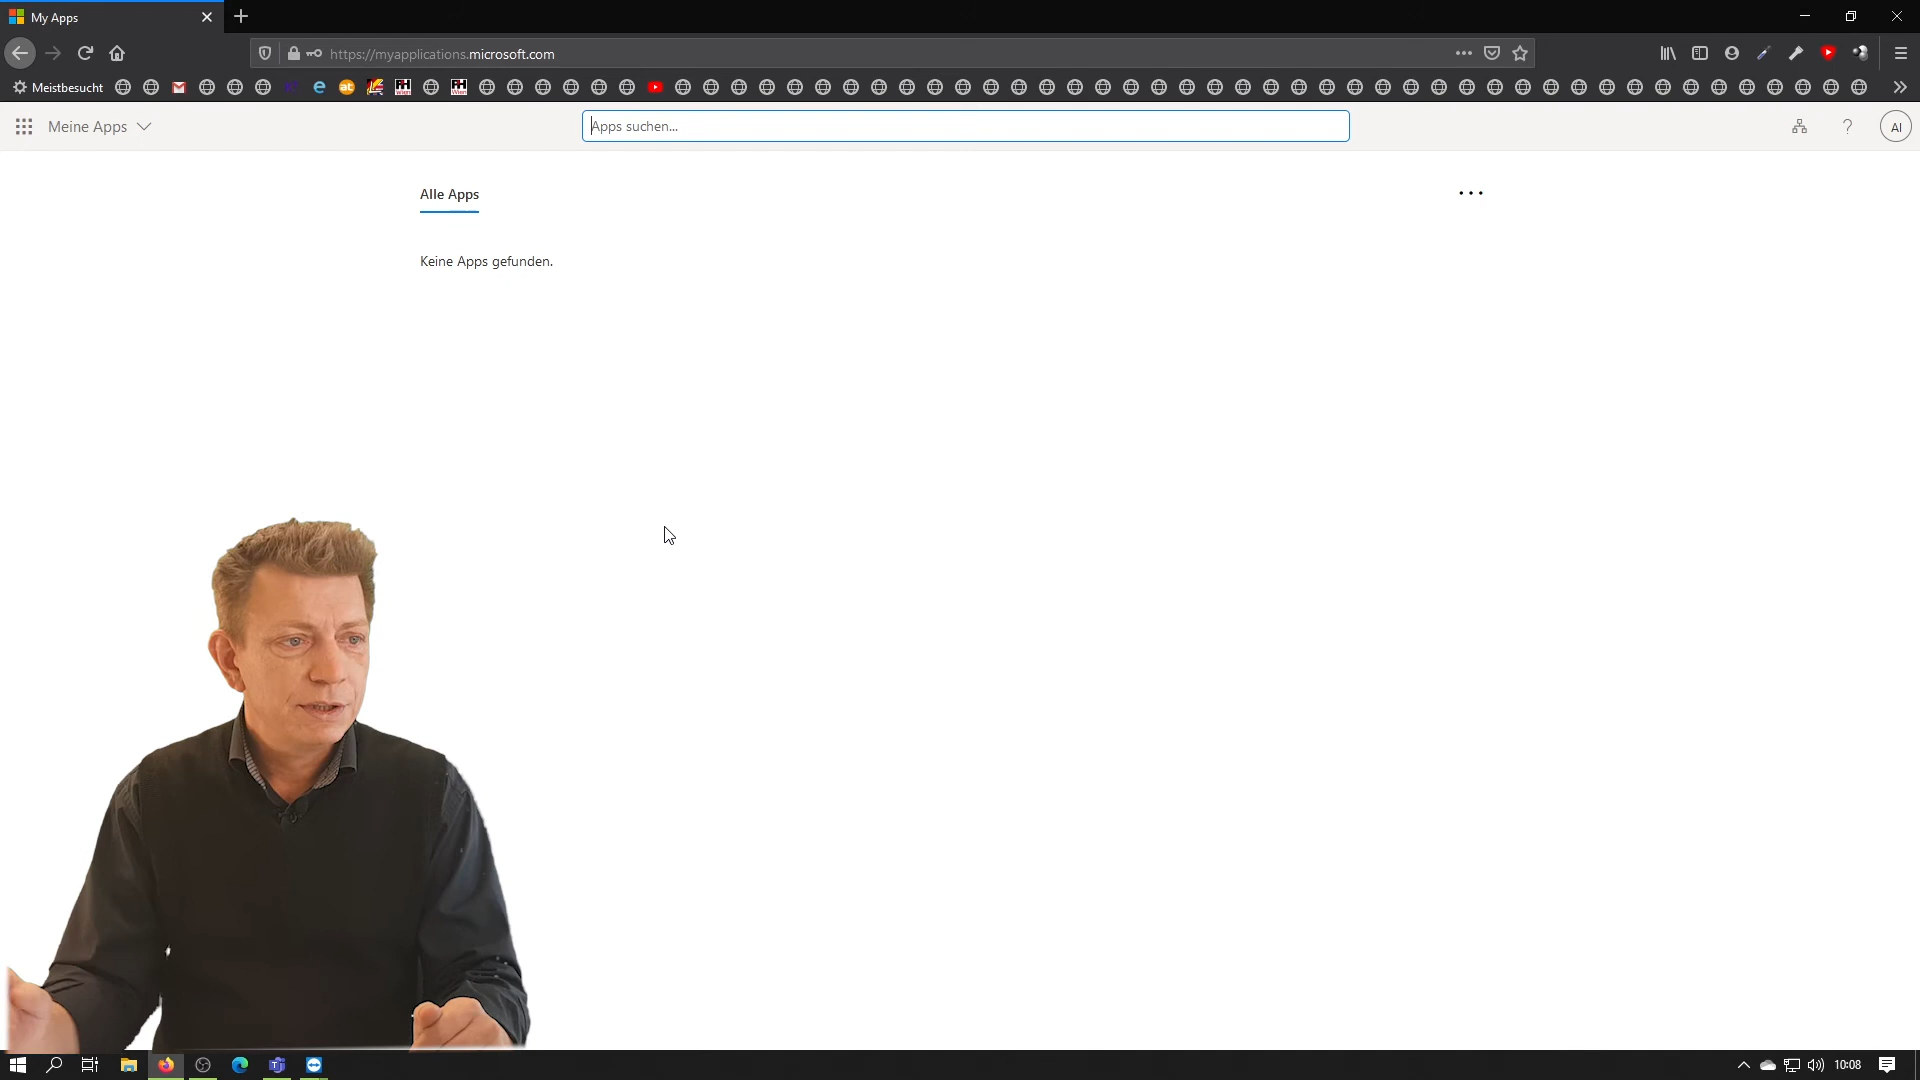 My Apps
https://myapplications.microsoft.com
Meistbesucht
Meine Apps
Apps suchen...
?
AI
Alle Apps
Keine Apps gefunden.
10:08